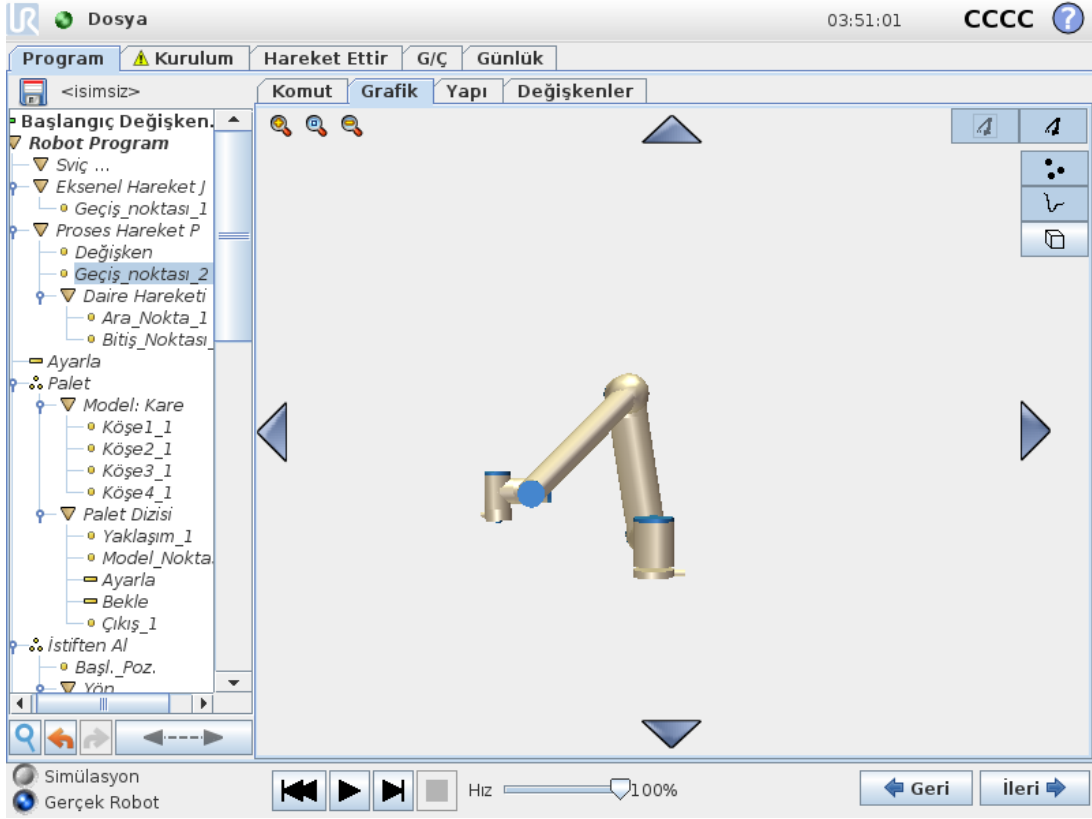 UR Dosya 03:51:01 CCCC ?
Program Kurulum Hareket Ettir G/Ç Günlük
<isimsiz> Komut Grafik Yapı Değişkenler
Başlangıç Değişken.
Robot Program
Sviç ...
Eksenel Hareket J
Geçiş_noktası_1
Proses Hareket P
Değişken
Geçiş_noktası_2
Daire Hareketi
Ara_Nokta_1
Bitiş_Noktası_
Ayarla
Palet
Model: Kare
Köşe1_1
Köşe2_1
Köşe3_1
Köşe4_1
Palet Dizisi
Yaklaşım_1
Model_Nokta
Ayarla
Bekle
Çıkış_1
İstiften Al
Başl._Poz.
Yön
Simülasyon
Gerçek Robot
Hız 100%
Geri İleri